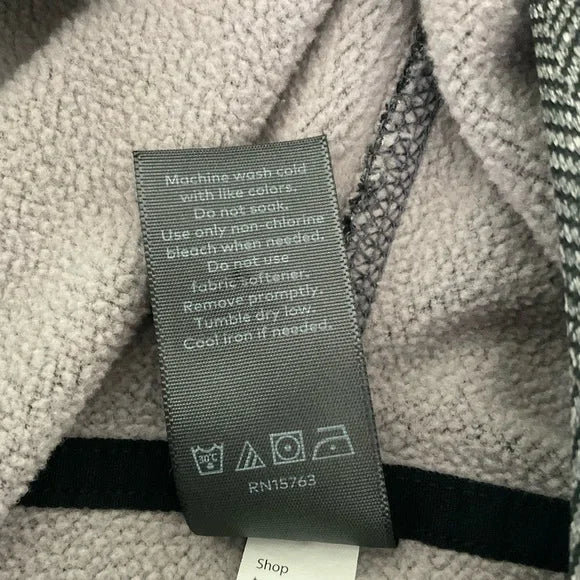 Machine wash cold
with like colors.
Do not soak.
Use only non-chlorine
bleach when needed.
Do not use
fabric softener.
Remove promptly.
Tumble dry low.
Cool iron if needed.
30°C
RN15763
Shop